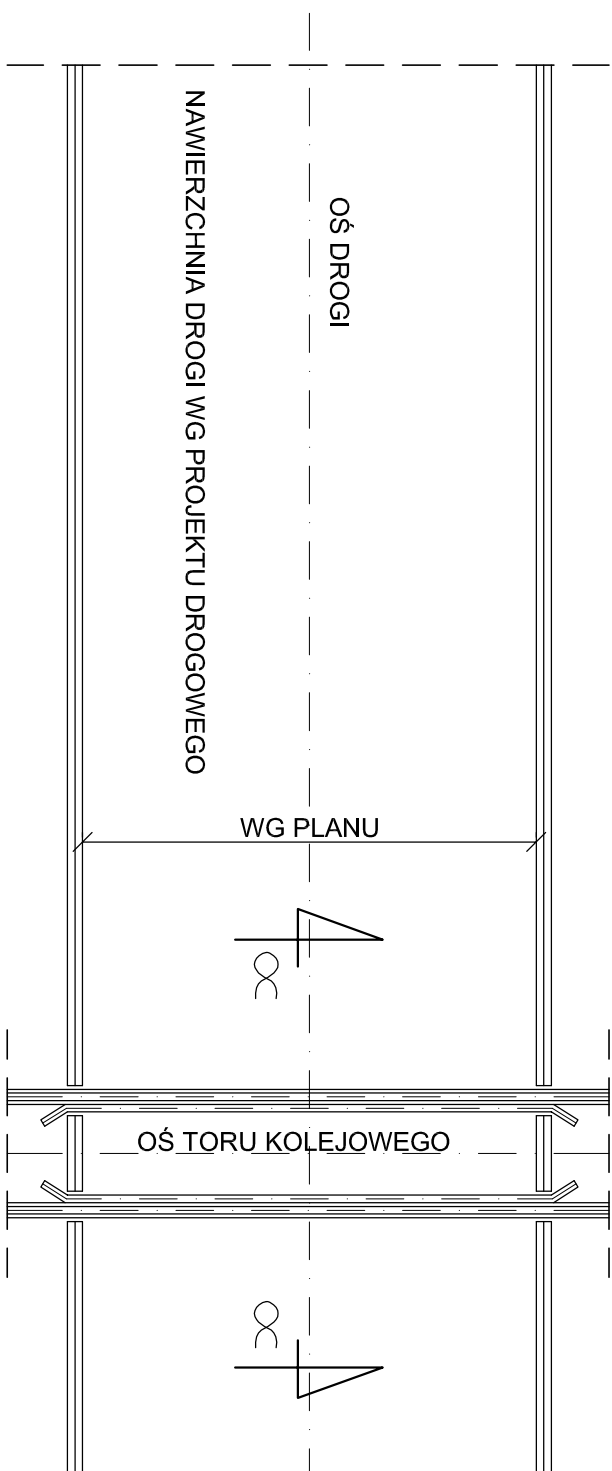 OŚ DROGI
NAWIERZCHNIA DROGI WG PROJEKTU DROGOWEGO
WG PLANU
α
OŚ TORU KOLEJOWEGO
α